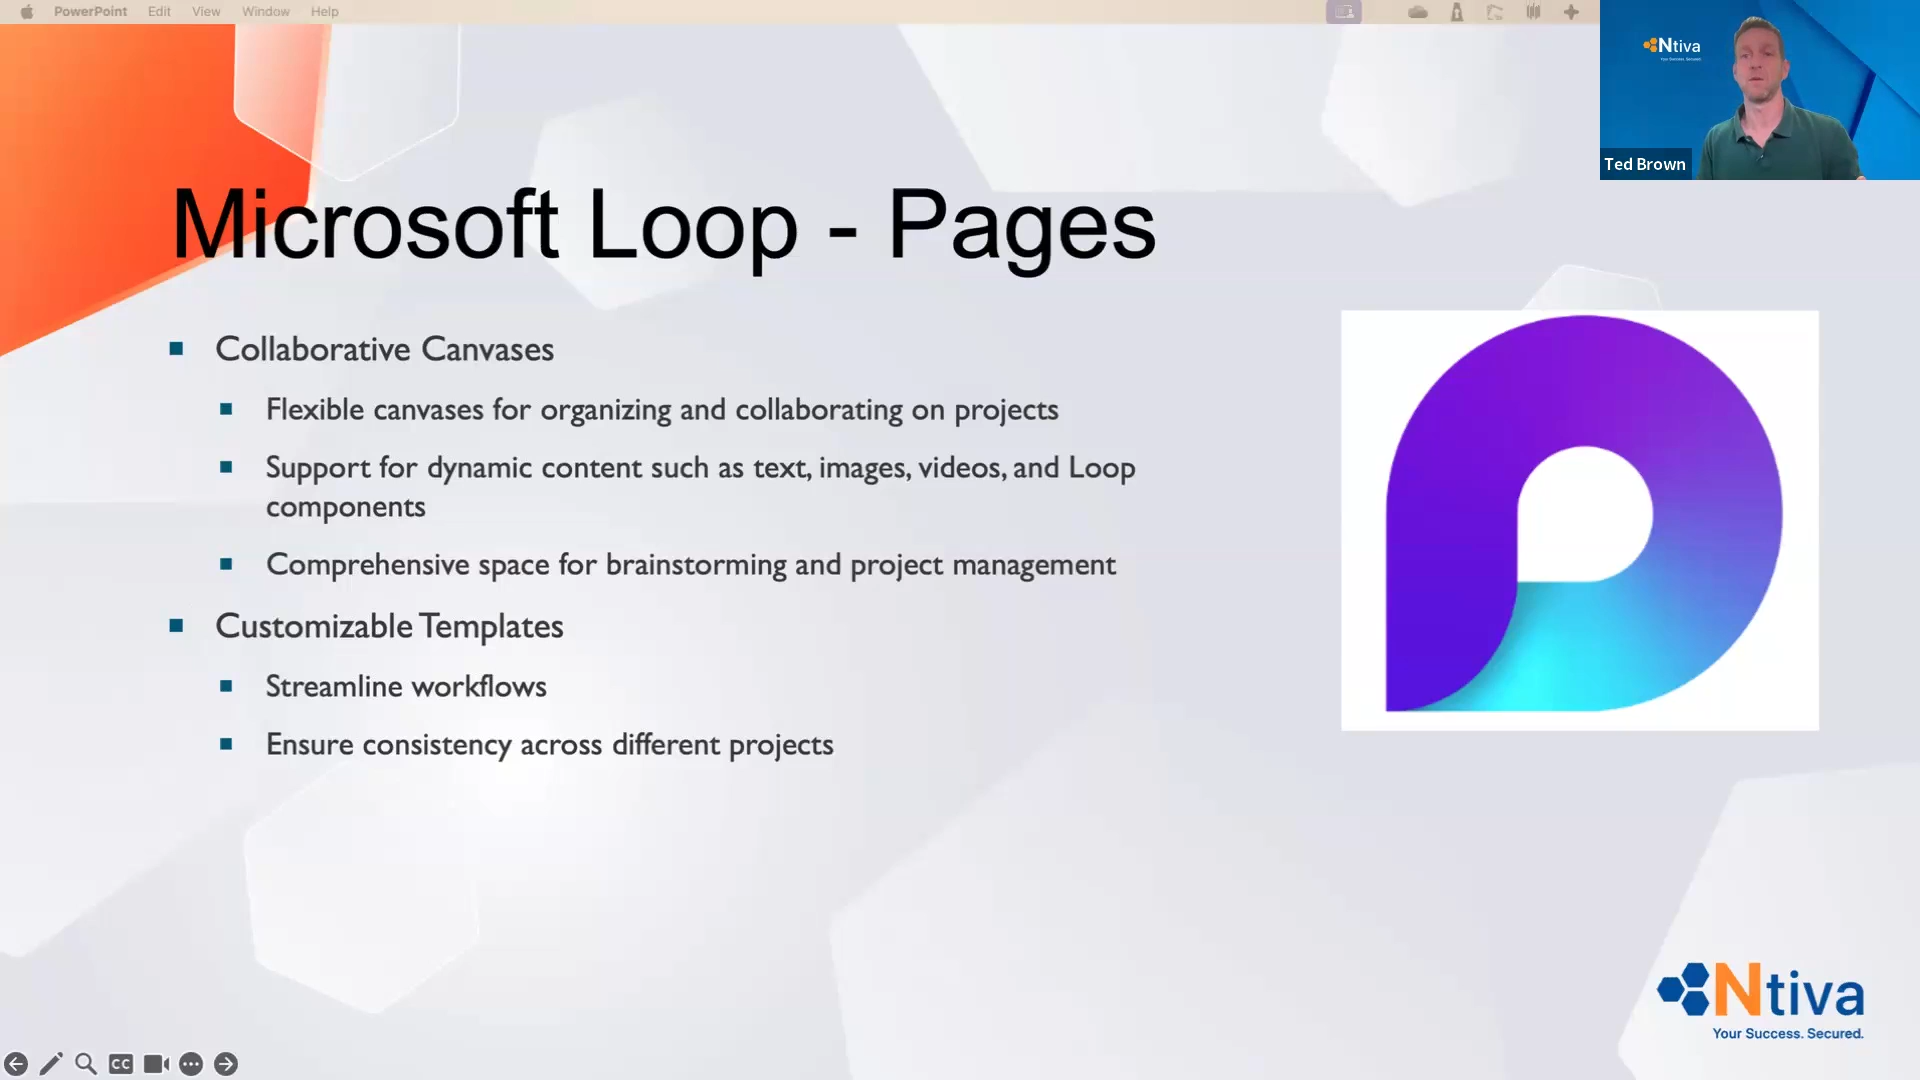 PowerPoint Edit View Window Help
Ntiva
Ted Brown
Microsoft Loop - Pages
Collaborative Canvases
Flexible canvases for organizing and collaborating on projects
Support for dynamic content such as text, images, videos, and Loop
components
Comprehensive space for brainstorming and project management
Customizable Templates
Streamline workflows
Ensure consistency across different projects
Ntiva
Your Success. Secured.
CC